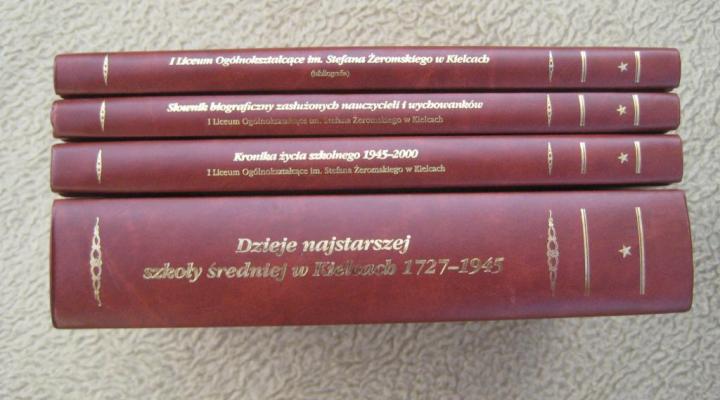 I Liceum Ogólnokształcące im. Stefana Żeromskiego w Kielcach
(bibliografia)
Słownik biograficzny zasłużonych nauczycieli i wychowanków
I Liceum Ogólnokształcące im. Stefana Żeromskiego w Kielcach
Kronika życia szkolnego 1945–2000
I Liceum Ogólnokształcące im. Stefana Żeromskiego w Kielcach
Dzieje najstarszej
szkoły średniej w Kielcach 1727–1945